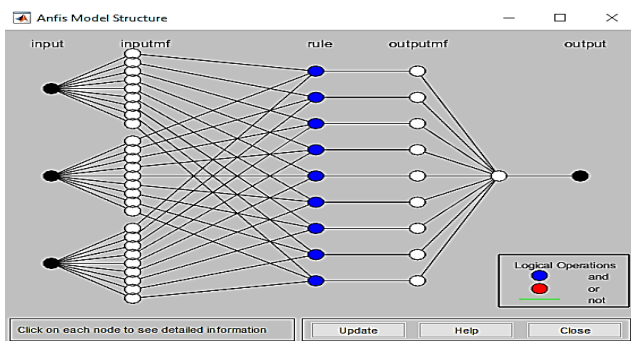 Anfis Model Structure
input inputmf rule outputmf output
Logical Operations
and
or
not
Click on each node to see detailed information Update Help Close